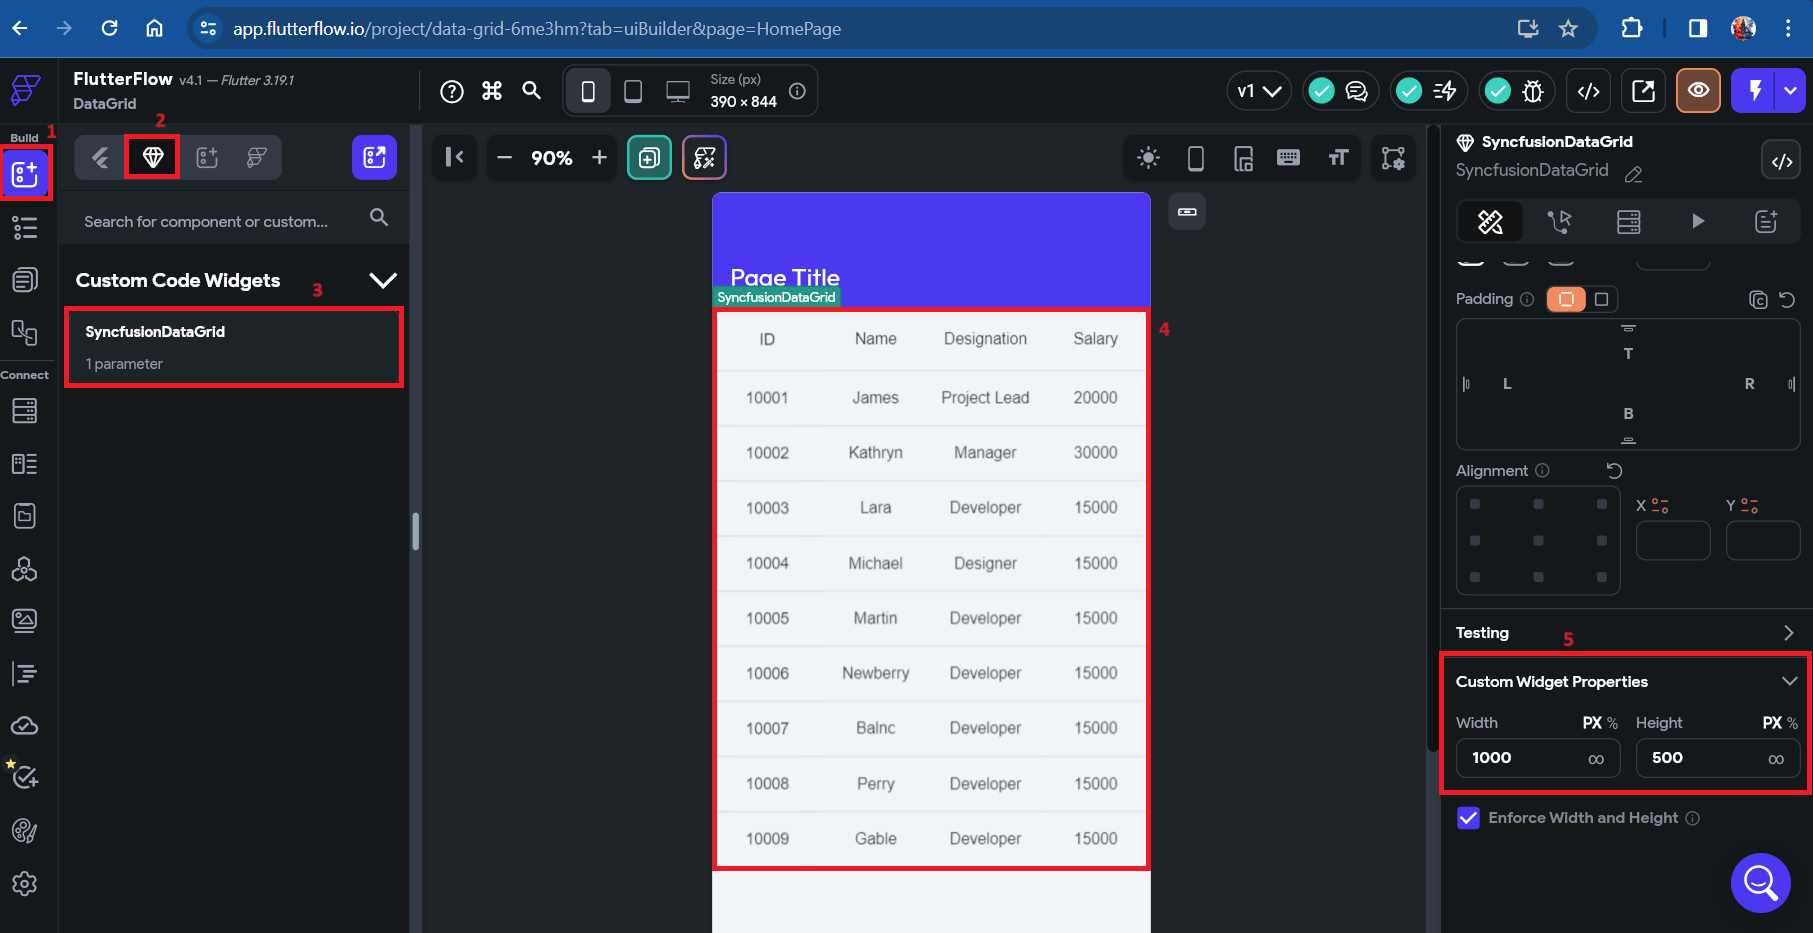 app.flutterflow.io/project/data-grid-6me3hm?tab=uiBuilder&page=HomePage
FlutterFlow v4.1 — Flutter 3.19.1
DataGrid
Size (px)
390 × 844
v1
Build
1
2
90%
Search for component or custom...
Custom Code Widgets
3
SyncfusionDataGrid
1 parameter
Connect
Page Title
SyncfusionDataGrid
4
ID Name Designation Salary
10001 James Project Lead 20000
10002 Kathryn Manager 30000
10003 Lara Developer 15000
10004 Michael Designer 15000
10005 Martin Developer 15000
10006 Newberry Developer 15000
10007 Balnc Developer 15000
10008 Perry Developer 15000
10009 Gable Developer 15000
SyncfusionDataGrid
SyncfusionDataGrid
Padding
T
L R
B
Alignment
X Y
Testing
5
Custom Widget Properties
Width PX % Height PX %
1000 ∞ 500 ∞
Enforce Width and Height